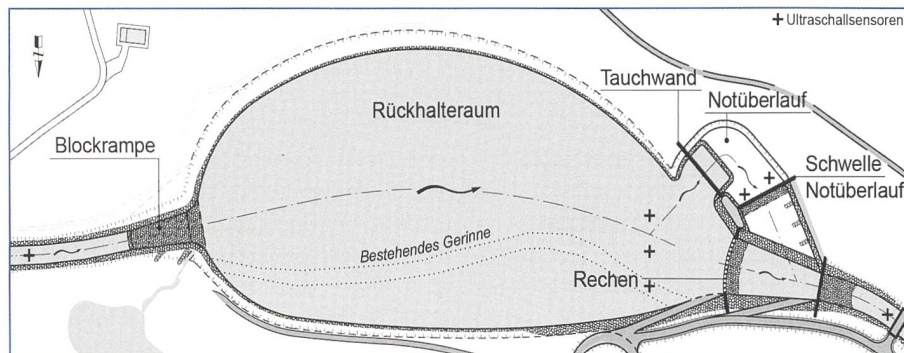 + Ultraschallsensoren
Tauchwand
Notüberlauf
Rückhalteraum
Blockrampe
Schwelle
Notüberlauf
Bestehendes Gerinne
Rechen